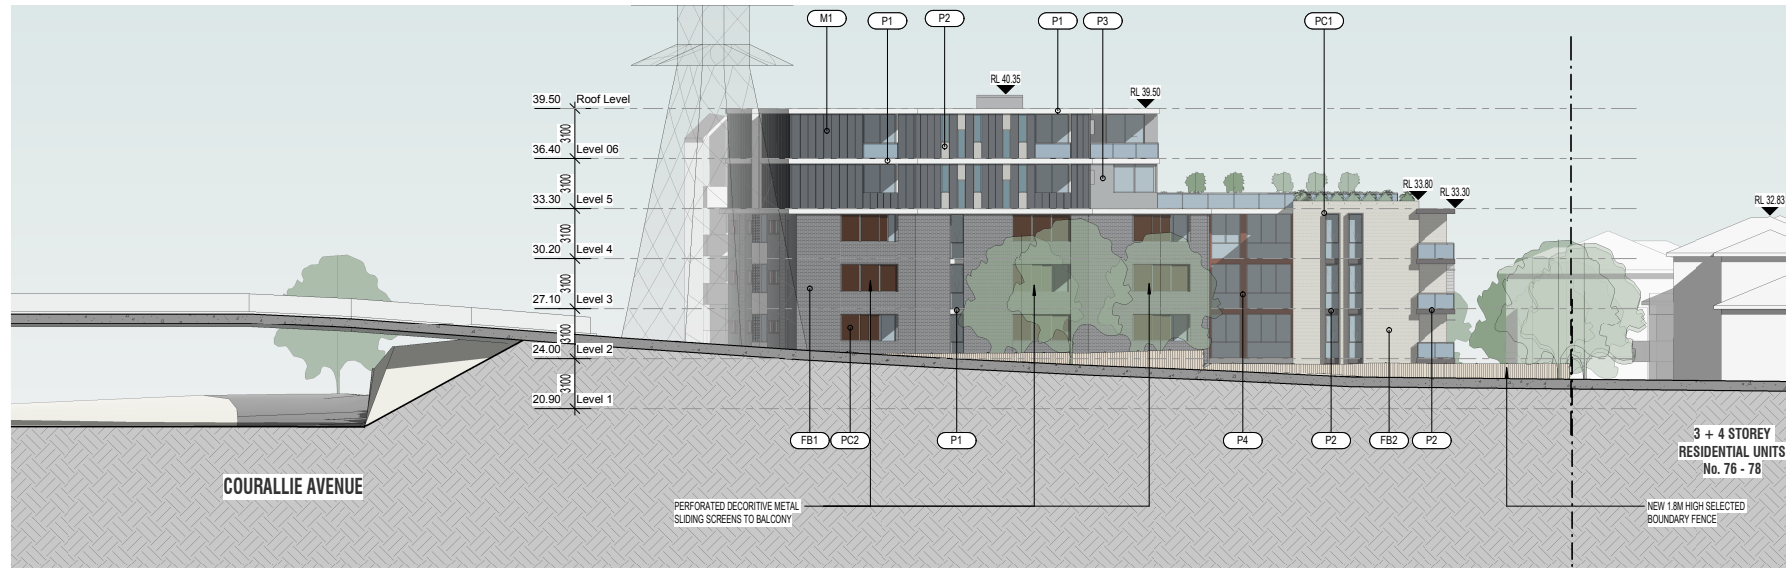 M1
P1
P2
P1
P3
PC1
RL 40.35
RL 39.50
39.50 Roof Level
3100
36.40 Level 06
3100
33.30 Level 5
3100
30.20 Level 4
3100
27.10 Level 3
3100
24.00 Level 2
3100
20.90 Level 1
RL 33.80
RL 33.30
RL 32.83
FB1
PC2
P1
P4
P2
FB2
P2
3 + 4 STOREY
RESIDENTIAL UNITS
No. 76 - 78
COURALLIE AVENUE
PERFORATED DECORITIVE METAL
SLIDING SCREENS TO BALCONY
NEW 1.8M HIGH SELECTED
BOUNDARY FENCE